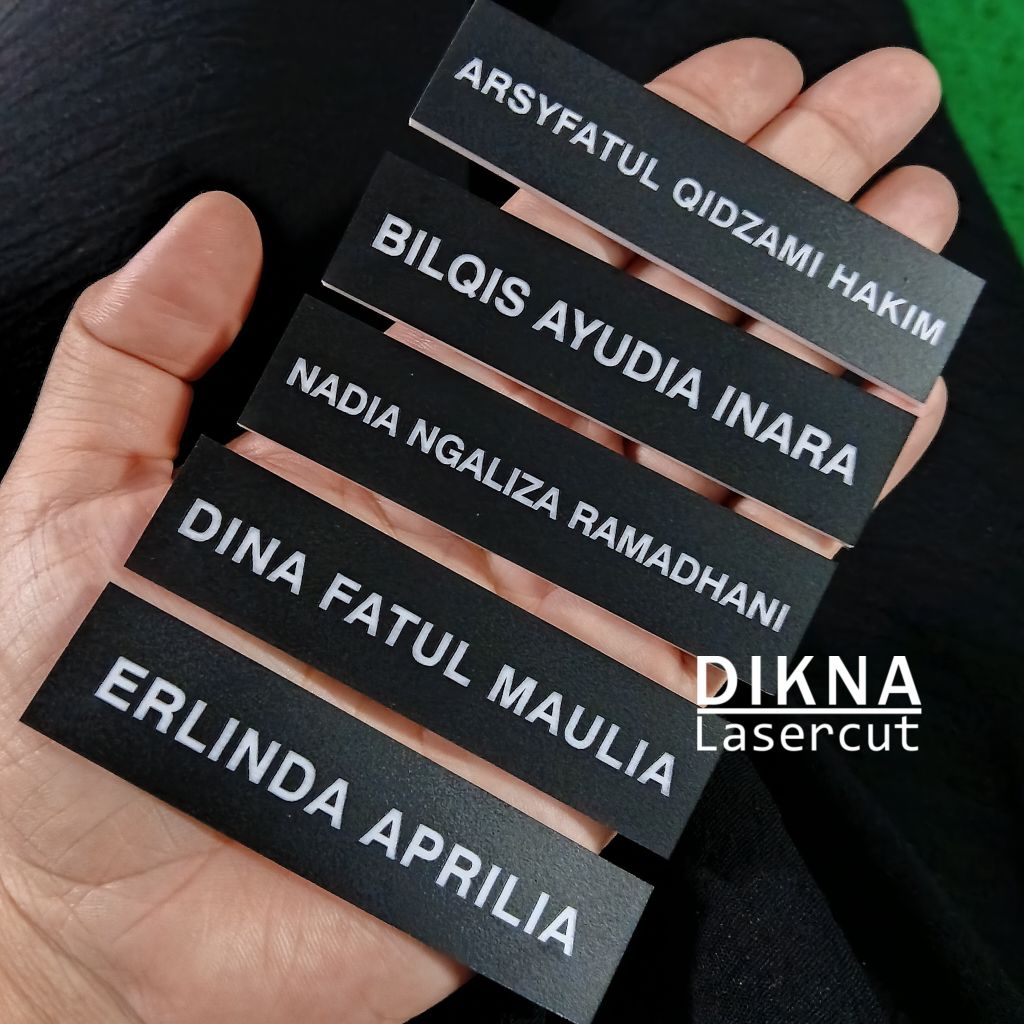 ARSYFATUL QIDZAMI HAKIM
BILQIS AYUDIA INARA
NADIA NGALIZA RAMADHANI
DINA FATUL MAULIA
ERLINDA APRILIA
DIKNA
Lasercut